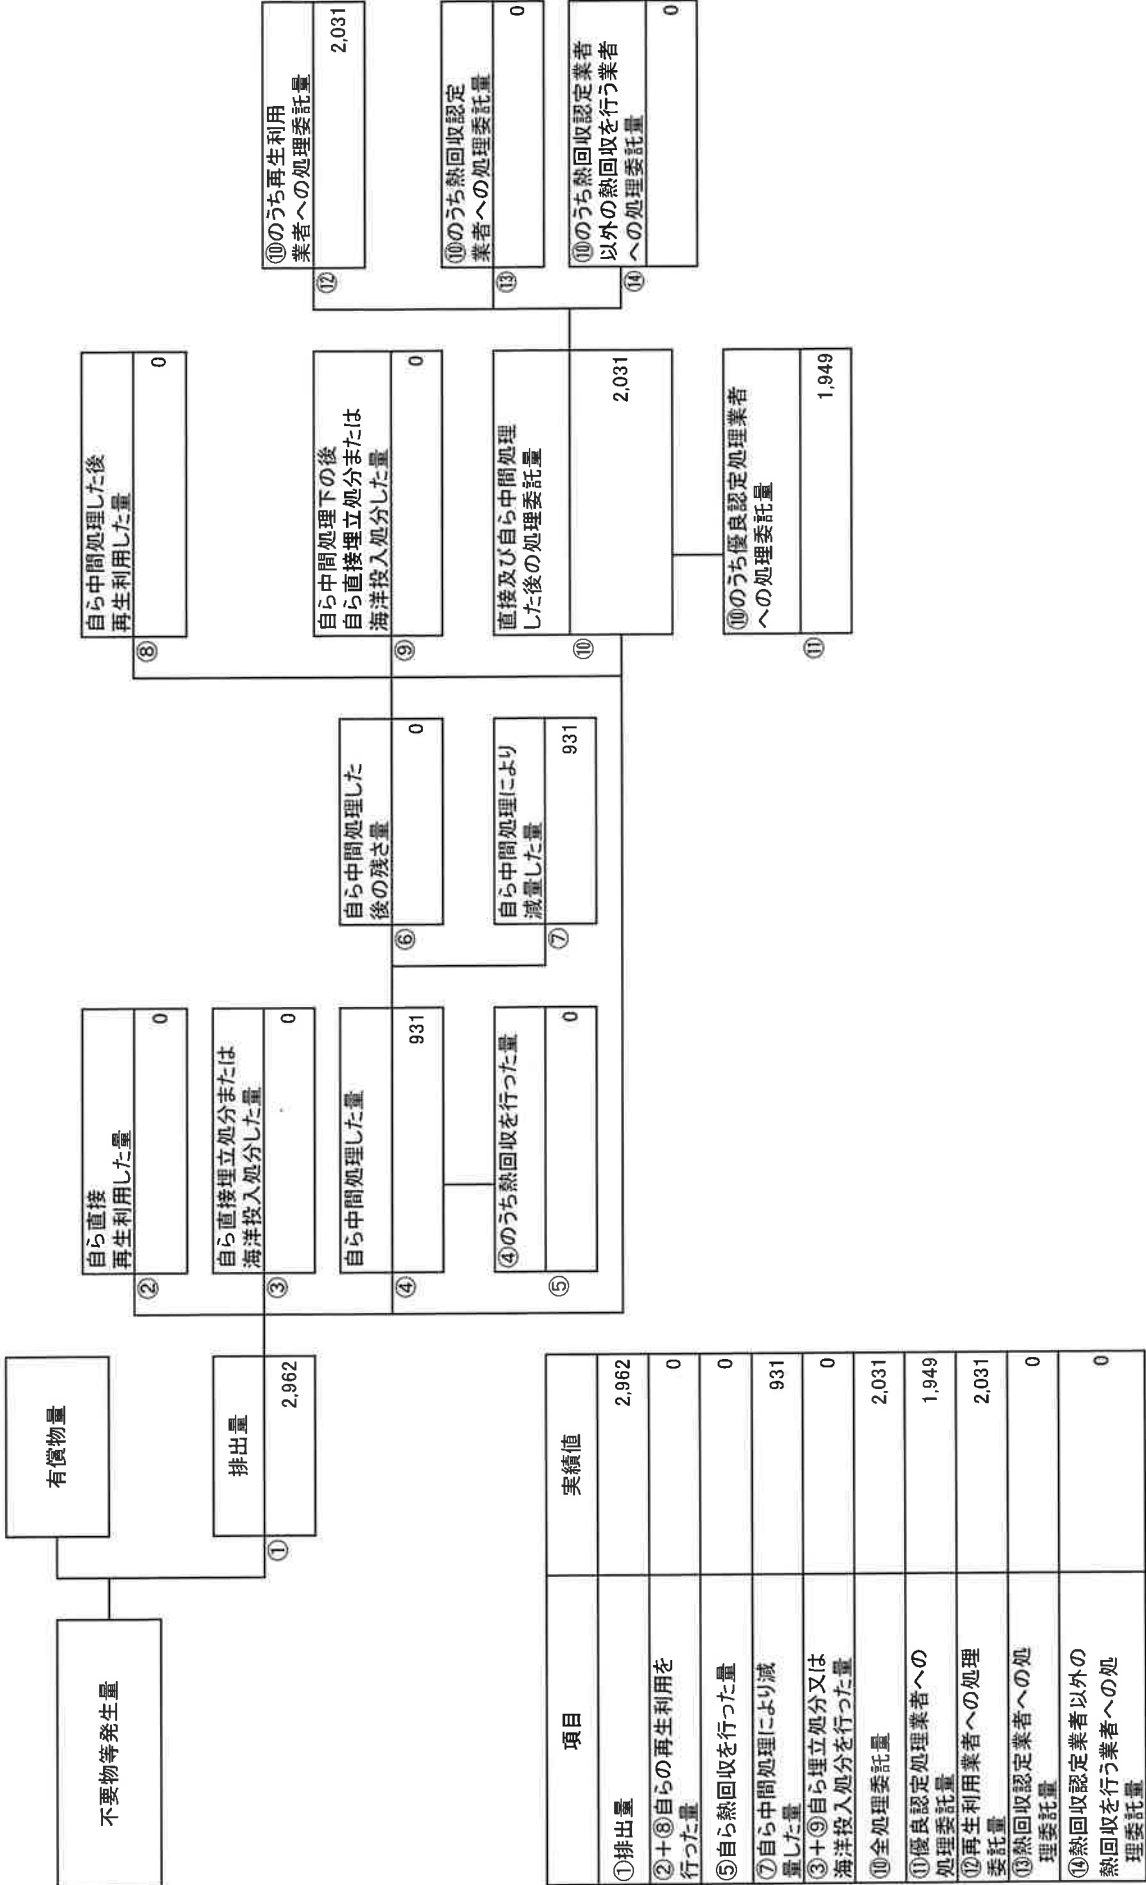 不要物等発生量
有償物量
排出量
①
2,962
自ら直接
再生利用した量
②
0
自ら直接埋立処分または
海洋投入処分した量
③
0
自ら中間処理した量
④
931
④のうち熱回収を行った量
⑤
0
自ら中間処理した
後の残さ量
⑥
0
自ら中間処理により
減量した量
⑦
931
自ら中間処理した後
再生利用した量
⑧
0
自ら中間処理下の後
自ら直接埋立処分または
海洋投入処分した量
⑨
0
直接及び自ら中間処理
した後の処理委託量
⑩
2,031
⑩のうち優良認定処理業者
への処理委託量
⑪
1,949
⑩のうち再生利用
業者への処理委託量
⑫
2,031
⑩のうち熱回収認定
業者への処理委託量
⑬
0
⑩のうち熱回収認定業者
以外の熱回収を行う業者
への処理委託量
⑭
0
項目 実績値
①排出量 2,962
②+⑧自らの再生利用を
行った量 0
⑤自ら熱回収を行った量 0
⑦自ら中間処理により減
量した量 931
③+⑨自ら埋立処分又は
海洋投入処分を行った量 0
⑩全処理委託量 2,031
⑪優良認定処理業者への
処理委託量 1,949
⑫再生利用業者への処理
委託量 2,031
⑬熱回収認定業者への処
理委託量 0
⑭熱回収認定業者以外の
熱回収を行う業者への処
理委託量 0